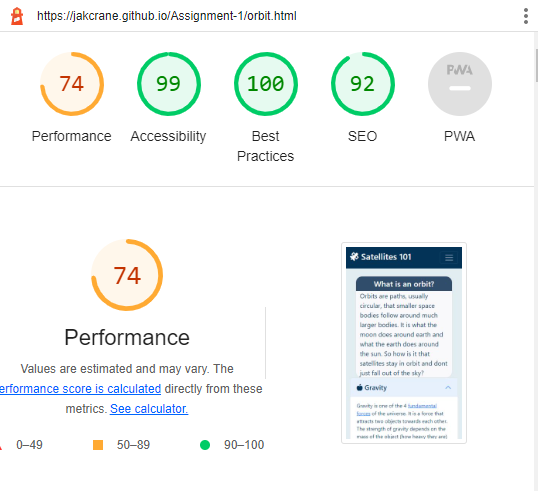 https://jakcrane.github.io/Assignment-1/orbit.html
74
99
100
92
PWA
Performance
Accessibility
Best
Practices
SEO
PWA
74
Performance
Values are estimated and may vary. The
erformance score is calculated directly from these
metrics. See calculator.
0–49
50–89
90–100
Satellites 101
What is an orbit?
Orbits are paths, usually
circular, that smaller space
bodies follow around much
larger bodies. It is what the
moon does around earth and
what the earth does around
the sun. So how is it that
satellites stay in orbit and dont
just fall out of the sky?
Gravity
Gravity is one of the 4 fundamental
forces of the universe. It is a force that
attracts two objects towards each other.
The strength of gravity depends on the
mass of the object (how heavy they are)